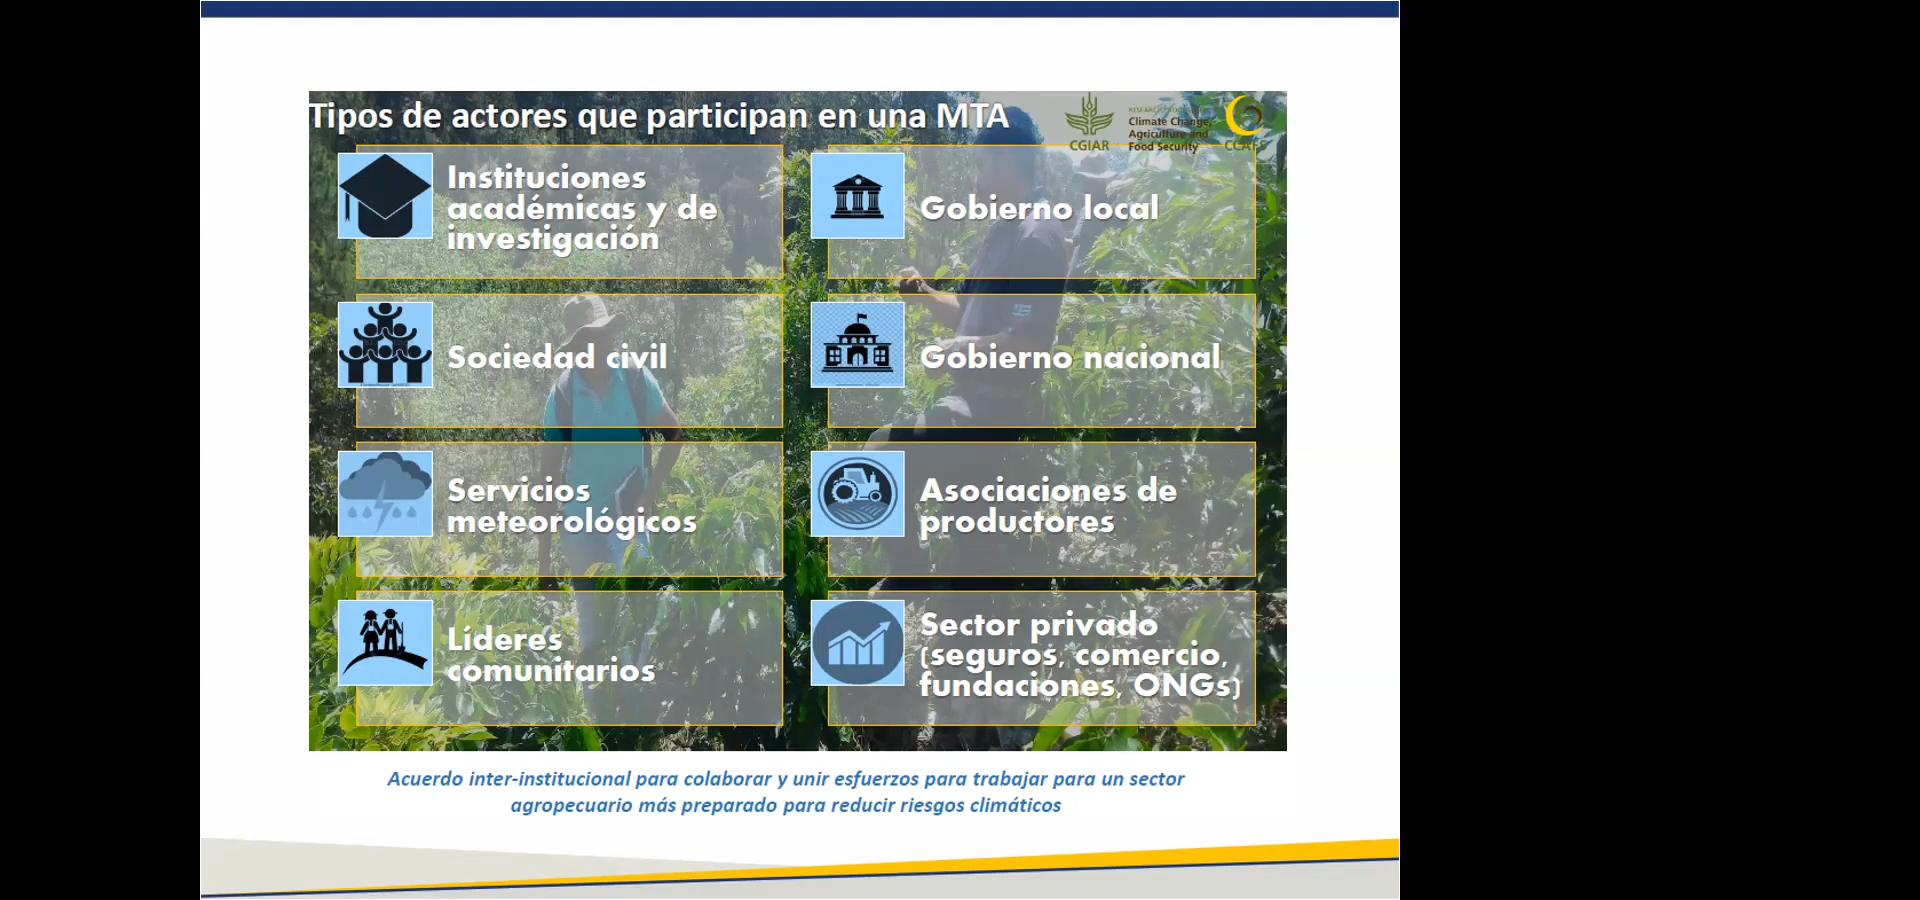 Tipos de actores que participan en una MTA
CGIAR
Climate Change,
Agriculture and
Food Security
CCAFS
Instituciones
académicas y de
investigación
Gobierno local
Sociedad civil
Gobierno nacional
Servicios
meteorológicos
Asociaciones de
productores
Líderes
comunitarios
Sector privado
(seguros, comercio,
fundaciones, ONGs)
Acuerdo inter-institucional para colaborar y unir esfuerzos para trabajar para un sector
agropecuario más preparado para reducir riesgos climáticos